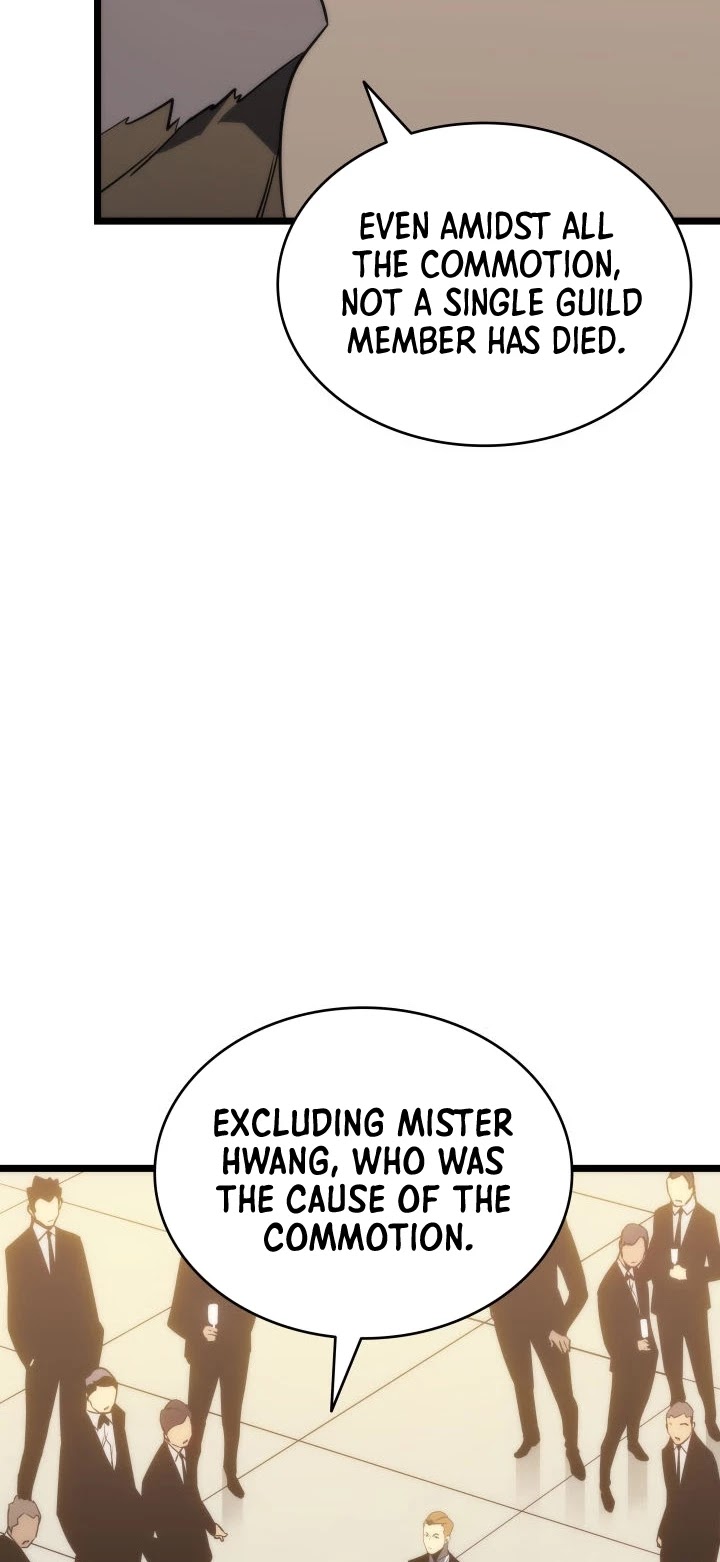 EVEN AMIDST ALL
THE COMMOTION,
NOT A SINGLE GUILD
MEMBER HAS DIED.
EXCLUDING MISTER
HWANG, WHO WAS
THE CAUSE OF THE
COMMOTION.